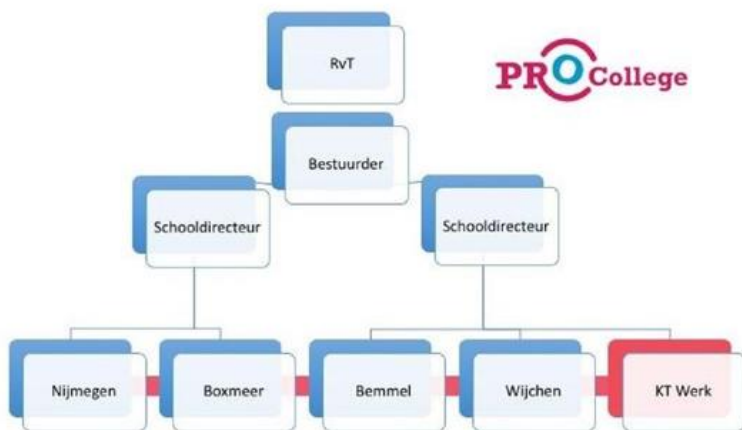 RvT
PRO College
Bestuurder
Schooldirecteur
Schooldirecteur
Nijmegen
Boxmeer
Bemmel
Wijchen
KT Werk